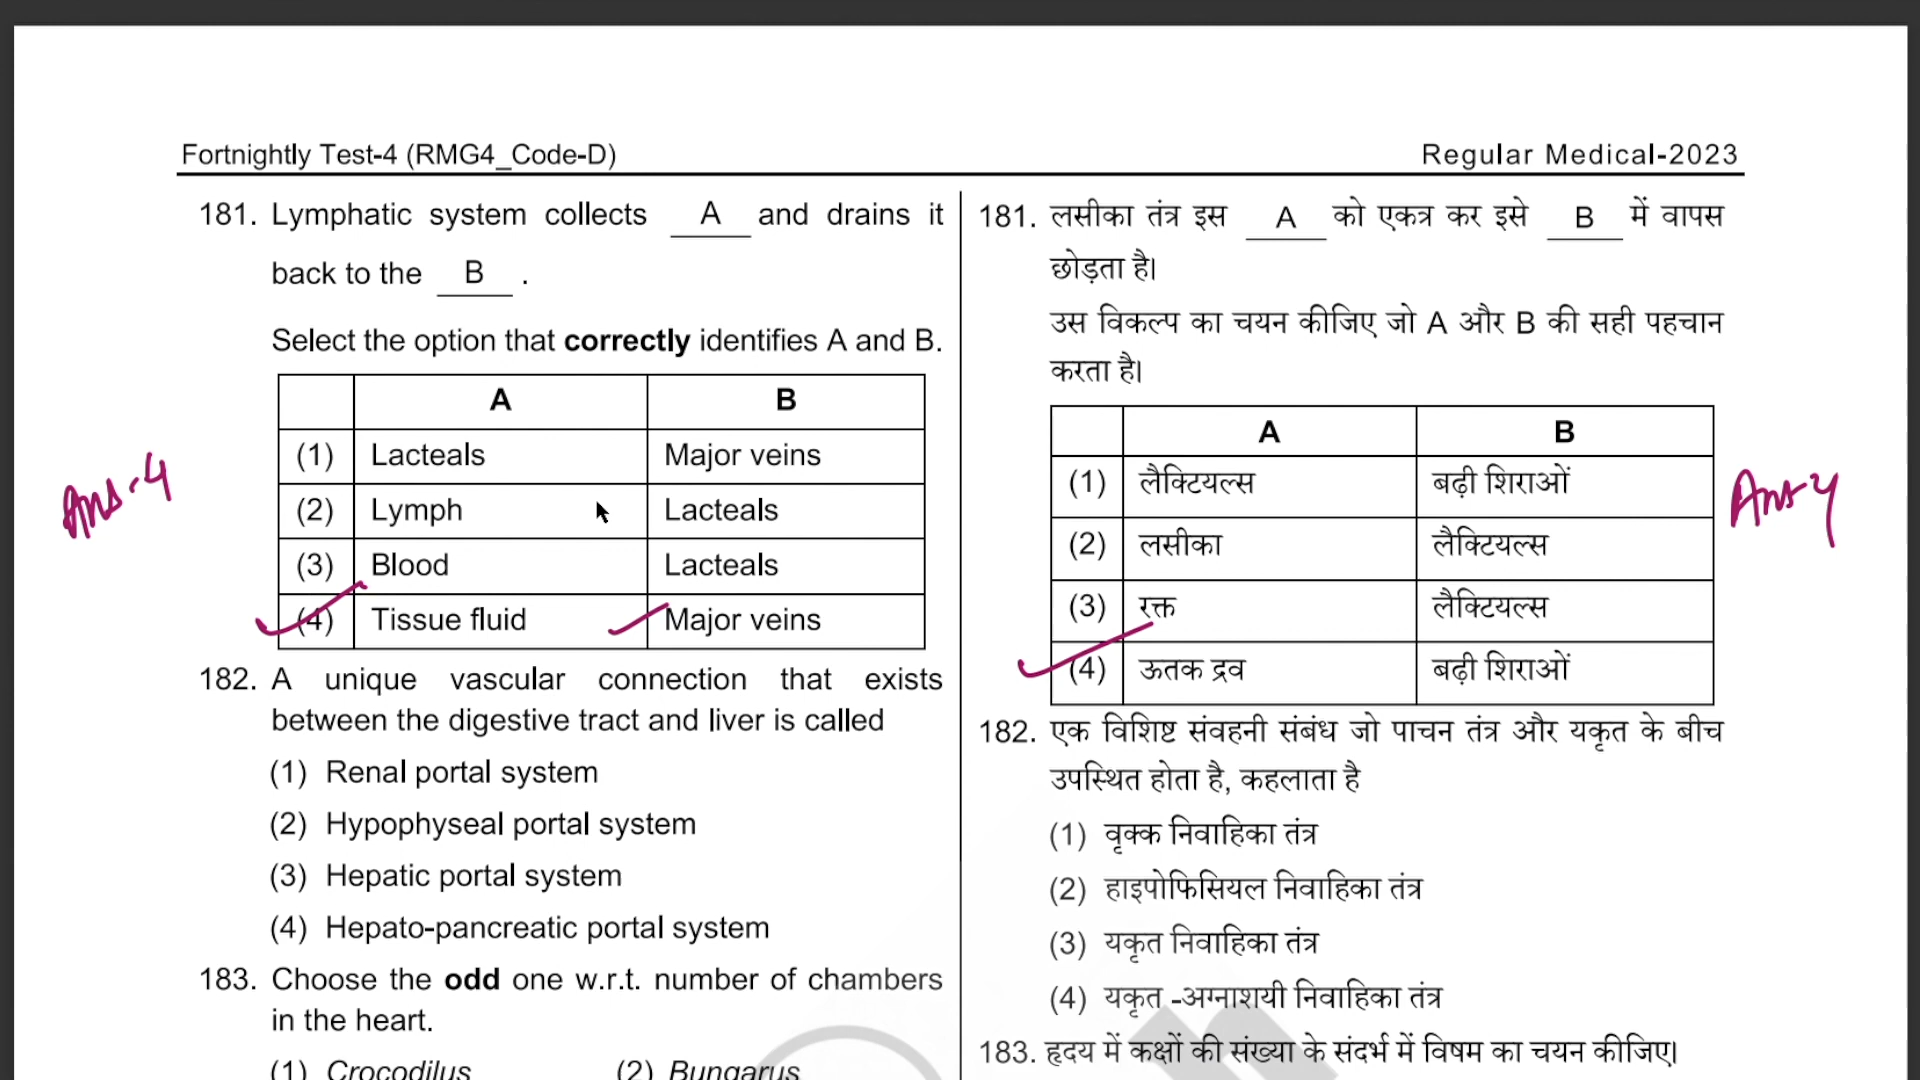 Fortnightly Test-4 (RMG4_Code-D) Regular Medical-2023
181. Lymphatic system collects A and drains it
back to the B .
Select the option that correctly identifies A and B.
A B
(1) Lacteals Major veins
(2) Lymph Lacteals
(3) Blood Lacteals
(4) Tissue fluid Major veins
Ans-4
182. A unique vascular connection that exists
between the digestive tract and liver is called
(1) Renal portal system
(2) Hypophyseal portal system
(3) Hepatic portal system
(4) Hepato-pancreatic portal system
183. Choose the odd one w.r.t. number of chambers
in the heart.
(1) Crocodilus (2) Bungarus
181. लसीका तंत्र इस A को एकत्र कर इसे B में वापस
छोड़ता है।
उस विकल्प का चयन कीजिए जो A और B की सही पहचान
करता है।
A B
(1) लैक्टियल्स बढ़ी शिराओं
(2) लसीका लैक्टियल्स
(3) रक्त लैक्टियल्स
(4) ऊतक द्रव बढ़ी शिराओं
Ans-4
182. एक विशिष्ट संवहनी संबंध जो पाचन तंत्र और यकृत के बीच
उपस्थित होता है, कहलाता है
(1) वृक्क निवाहिका तंत्र
(2) हाइपोफिसियल निवाहिका तंत्र
(3) यकृत निवाहिका तंत्र
(4) यकृत -अग्नाशयी निवाहिका तंत्र
183. हृदय में कक्षों की संख्या के संदर्भ में विषम का चयन कीजिए।